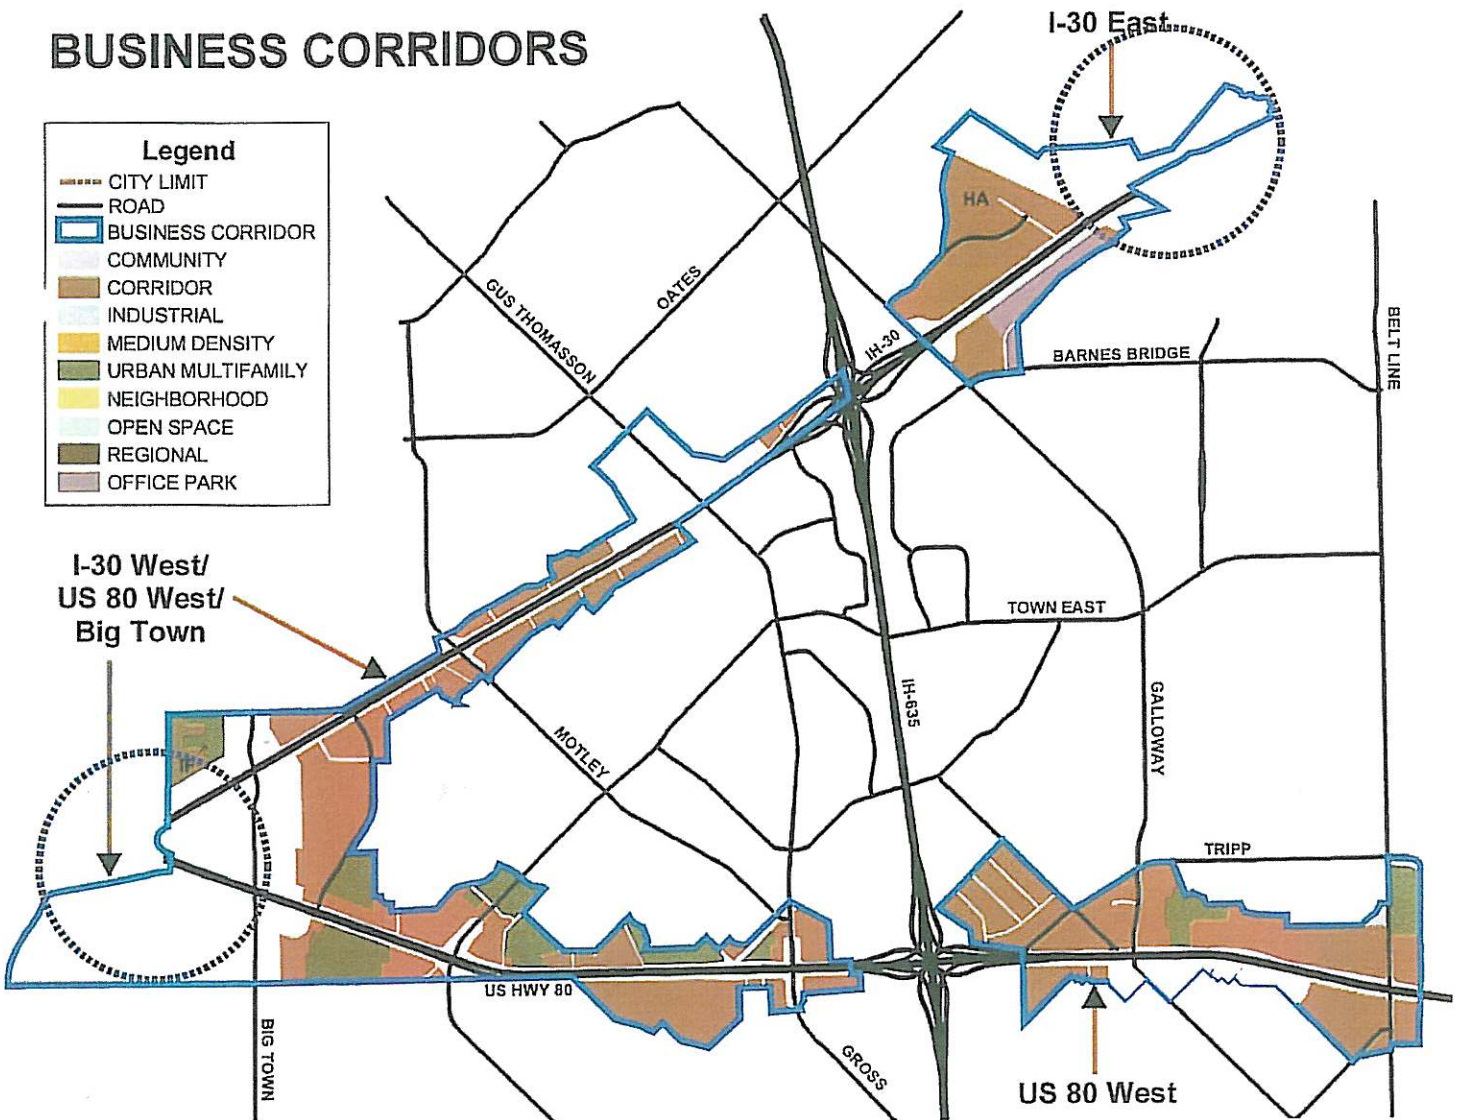 BUSINESS CORRIDORS
I-30 East
Legend
CITY LIMIT
ROAD
BUSINESS CORRIDOR
COMMUNITY
CORRIDOR
INDUSTRIAL
MEDIUM DENSITY
URBAN MULTIFAMILY
NEIGHBORHOOD
OPEN SPACE
REGIONAL
OFFICE PARK
HA
GUS THOMASSON
OATES
IH-30
BARNES BRIDGE
BELT LINE
I-30 West/
US 80 West/
Big Town
TOWN EAST
IH-635
GALLOWAY
MOTLEY
TRIPP
US HWY 80
BIG TOWN
GROSS
US 80 West